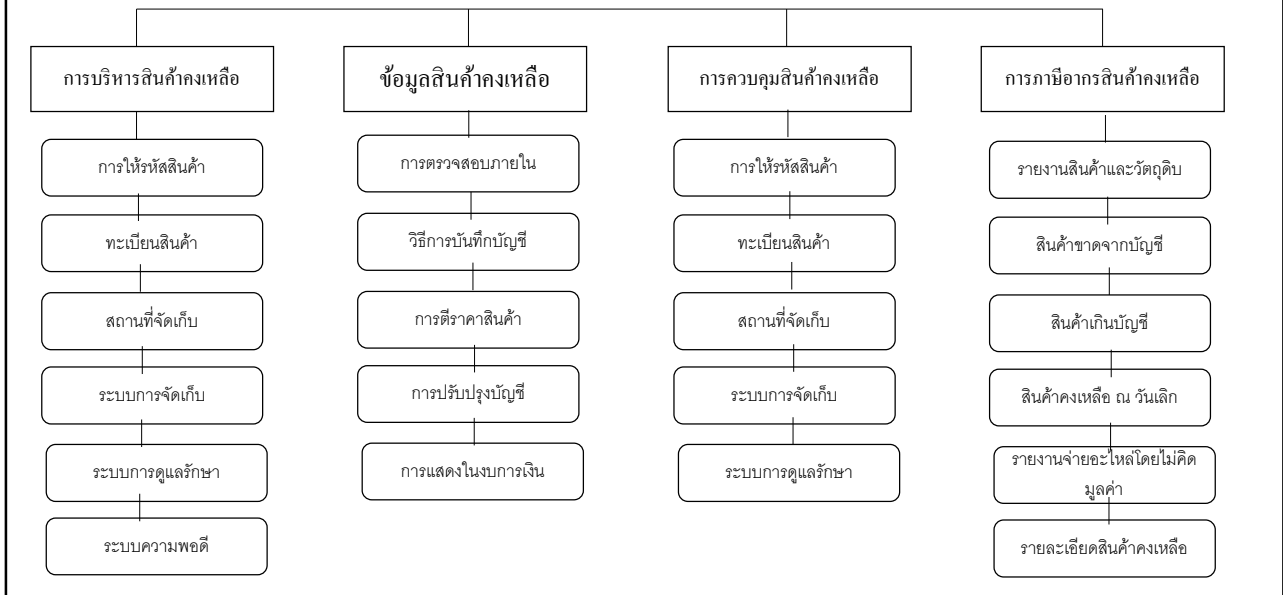 การบริหารสินค้าคงเหลือ
การให้รหัสสินค้า
ทะเบียนสินค้า
สถานที่จัดเก็บ
ระบบการจัดเก็บ
ระบบการดูแลรักษา
ระบบความพอดี
ข้อมูลสินค้าคงเหลือ
การตรวจสอบภายใน
วิธีการบันทึกบัญชี
การตีราคาสินค้า
การปรับปรุงบัญชี
การแสดงในงบการเงิน
การควบคุมสินค้าคงเหลือ
การให้รหัสสินค้า
ทะเบียนสินค้า
สถานที่จัดเก็บ
ระบบการจัดเก็บ
ระบบการดูแลรักษา
การภาษีอากรสินค้าคงเหลือ
รายงานสินค้าและวัตถุดิบ
สินค้าขาดจากบัญชี
สินค้าเกินบัญชี
สินค้าคงเหลือ ณ วันเลิก
รายงานจ่ายอะไหล่โดยไม่คิด
มูลค่า
รายละเอียดสินค้าคงเหลือ